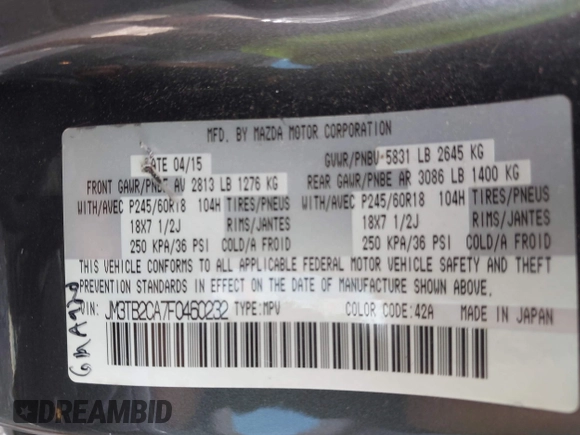 MFD. BY MAZDA MOTOR CORPORATION
DATE 04/15
GVWR/PNBV 5831 LB 2645 KG
FRONT GAWR/PNBE AV 2813 LB 1276 KG
REAR GAWR/PNBE AR 3086 LB 1400 KG
WITH/AVEC P245/60R18 104H TIRES/PNEUS
18X7 1/2J RIMS/JANTES
250 KPA/36 PSI COLD/A FROID
WITH/AVEC P245/60R18 104H TIRES/PNEUS
18X7 1/2J RIMS/JANTES
250 KPA/36 PSI COLD/A FROID
THIS VEHICLE CONFORMS TO ALL APPLICABLE FEDERAL MOTOR VEHICLE SAFETY AND THEFT
PREVENTION STANDARDS IN EFFECT ON THE DATE OF MANUFACTURE SHOWN ABOVE.
VIN: JM3TB2CA7F0460232 TYPE: MPV COLOR CODE: 42A MADE IN JAPAN
DREAMBID